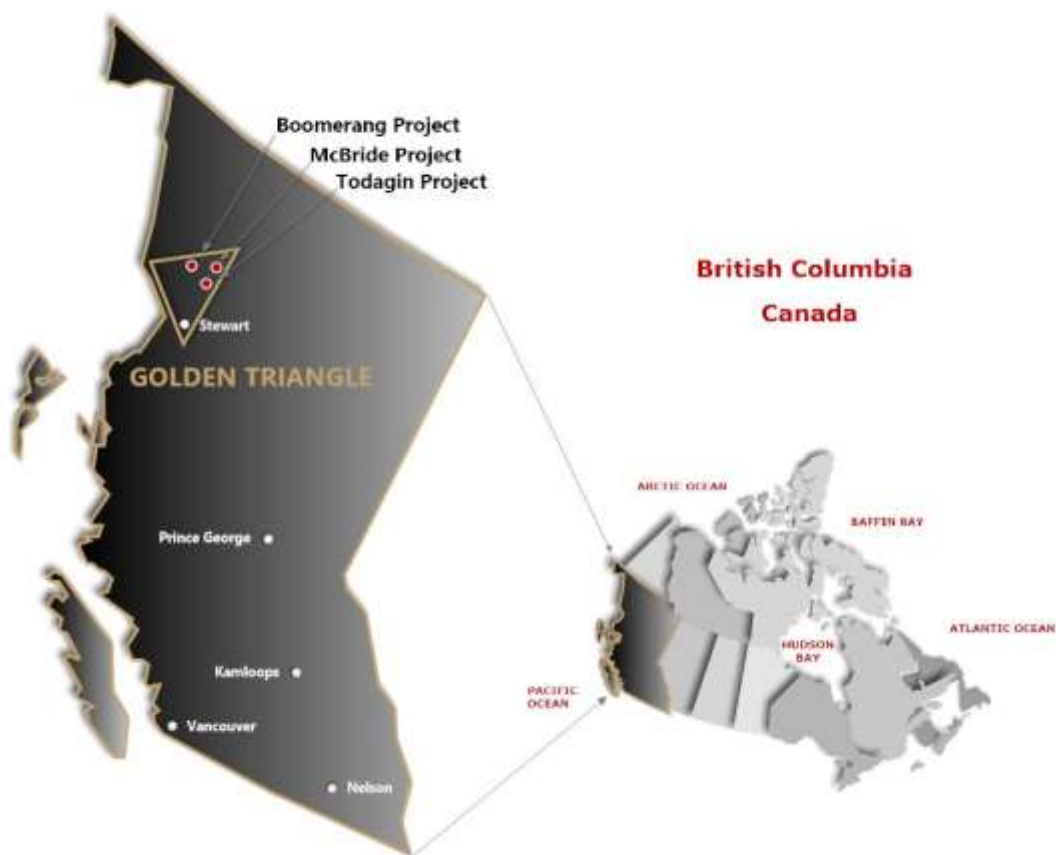 Boomerang Project
McBride Project
Todagin Project
British Columbia
Canada
Stewart
GOLDEN TRIANGLE
ARCTIC OCEAN
BAFFIN BAY
Prince George
ATLANTIC OCEAN
HUDSON
BAY
Kamloops
PACIFIC
OCEAN
Vancouver
Nelson